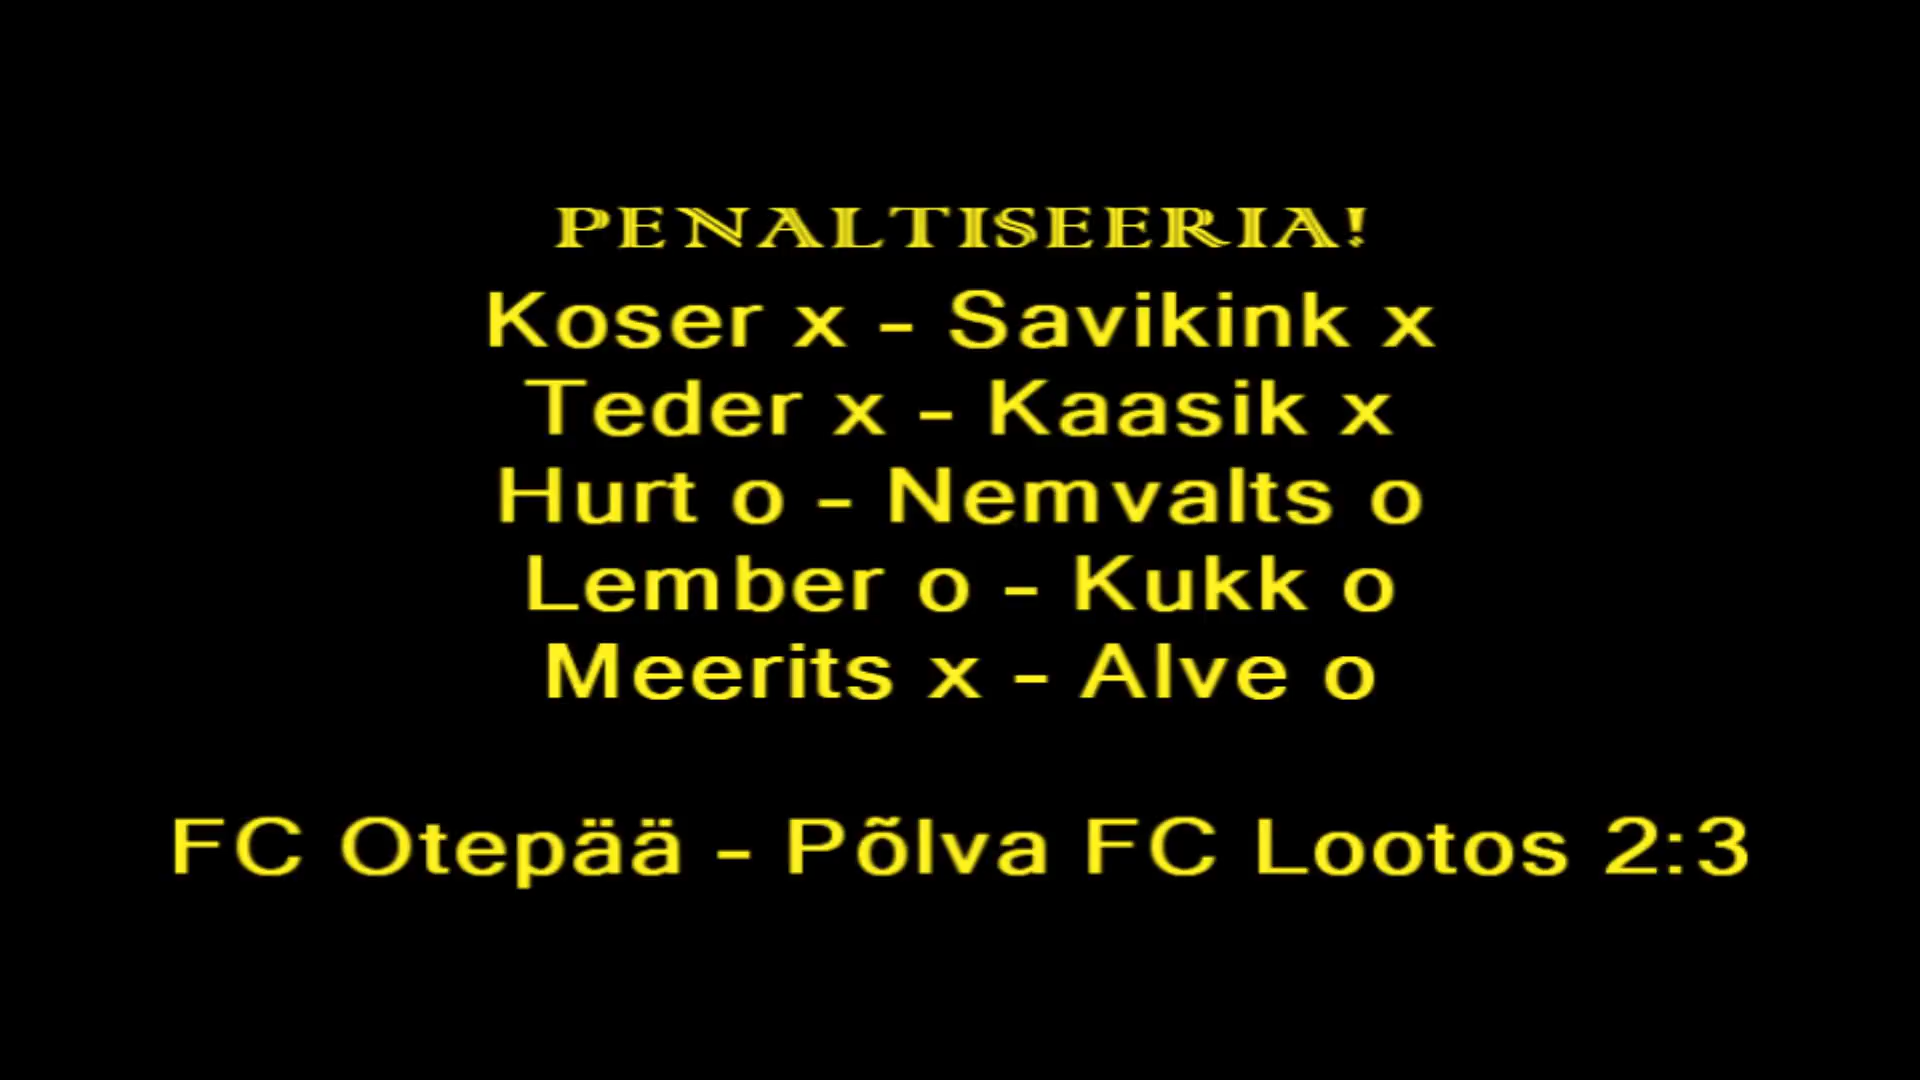 PENALTISEERIA!
Koser x - Savikink x
Teder x - Kaasik x
Hurt o - Nemvalts o
Lember o - Kukk o
Meerits x - Alve o
FC Otepää - Põlva FC Lootos 2:3